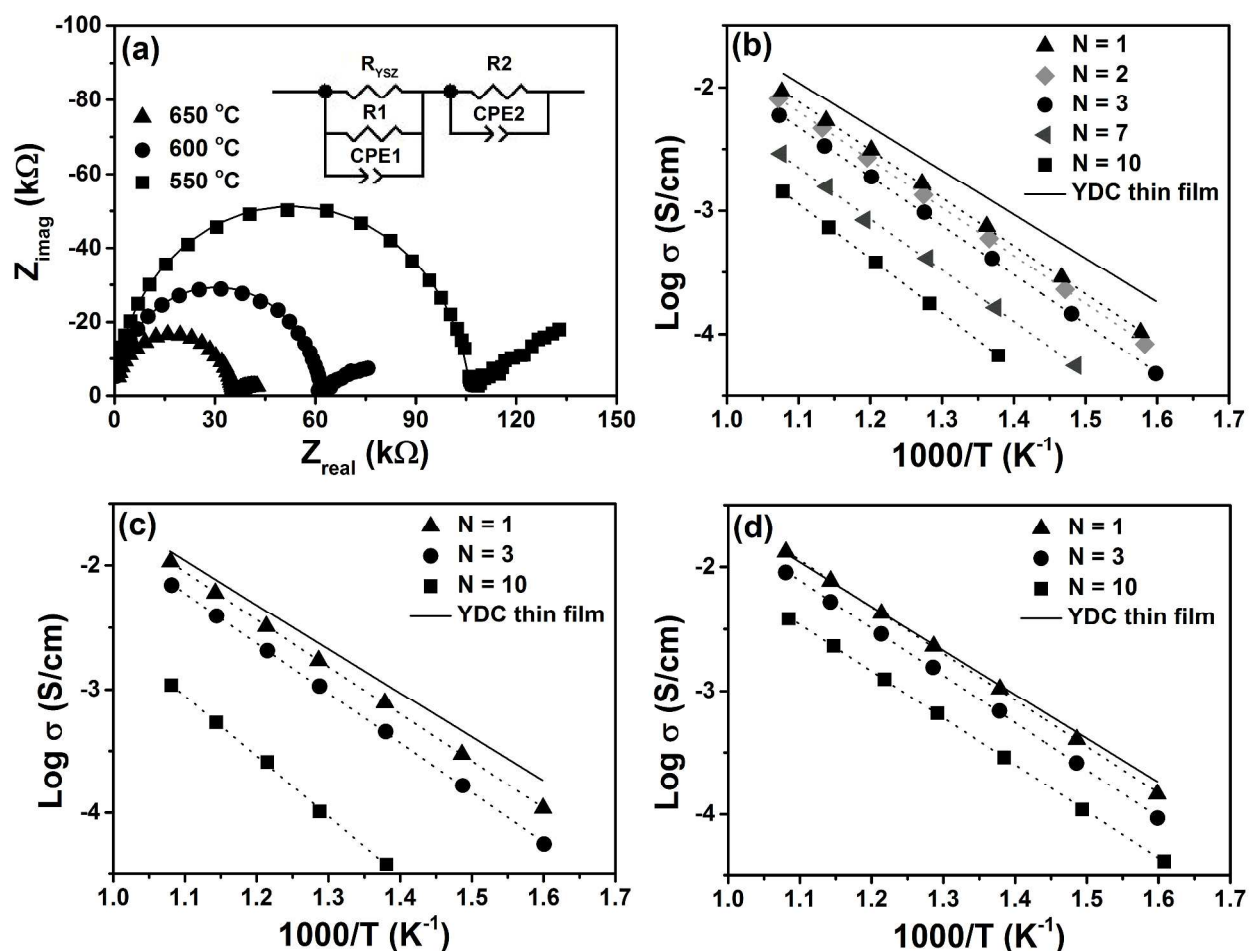 (a)
R_YSZ
R2
R1
CPE2
CPE1
650 °C
600 °C
550 °C
-100
-80
-60
-40
-20
0
Z_imag (kΩ)
0 30 60 90 120 150
Z_real (kΩ)
(b)
N = 1
N = 2
N = 3
N = 7
N = 10
YDC thin film
-2
-3
-4
Log σ (S/cm)
1.0 1.1 1.2 1.3 1.4 1.5 1.6 1.7
1000/T (K⁻¹)
(c)
N = 1
N = 3
N = 10
YDC thin film
-2
-3
-4
Log σ (S/cm)
1.0 1.1 1.2 1.3 1.4 1.5 1.6 1.7
1000/T (K⁻¹)
(d)
N = 1
N = 3
N = 10
YDC thin film
-2
-3
-4
Log σ (S/cm)
1.0 1.1 1.2 1.3 1.4 1.5 1.6 1.7
1000/T (K⁻¹)